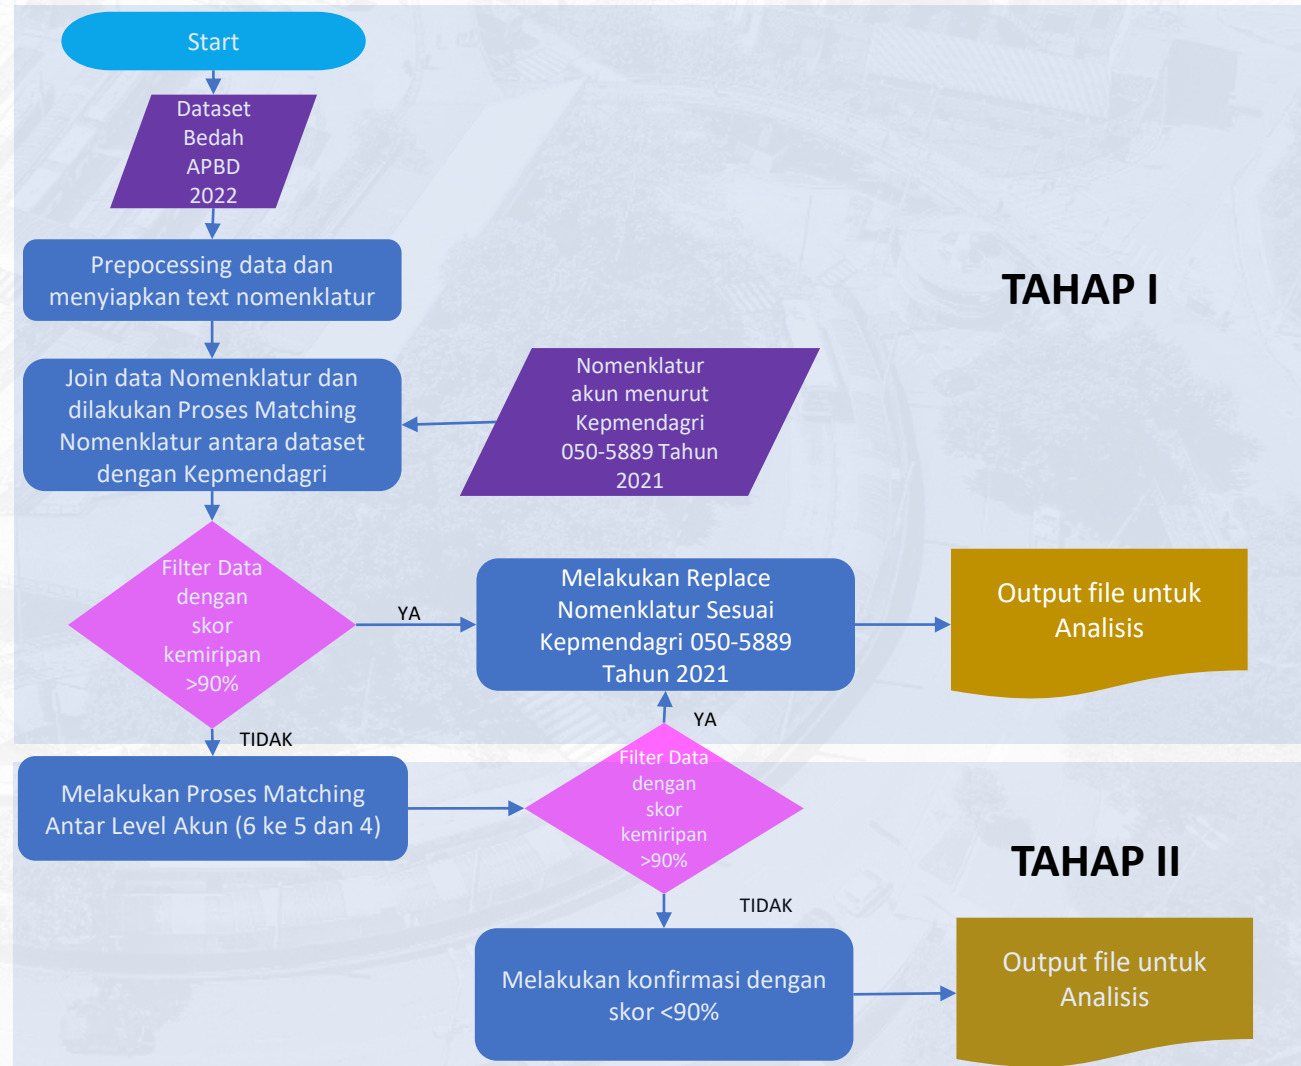 Start
Dataset
Bedah
APBD
2022
Prepocessing data dan
menyiapkan text nomenklatur
TAHAP I
Join data Nomenklatur dan
dilakukan Proses Matching
Nomenklatur antara dataset
dengan Kepmendagri
Nomenklatur
akun menurut
Kepmendagri
050-5889 Tahun
2021
Filter Data
dengan
skor
kemiripan
>90%
YA
Melakukan Replace
Nomenklatur Sesuai
Kepmendagri 050-5889
Tahun 2021
Output file untuk
Analisis
TIDAK
YA
Melakukan Proses Matching
Antar Level Akun (6 ke 5 dan 4)
Filter Data
dengan
skor
kemiripan
>90%
TAHAP II
TIDAK
Melakukan konfirmasi dengan
skor <90%
Output file untuk
Analisis